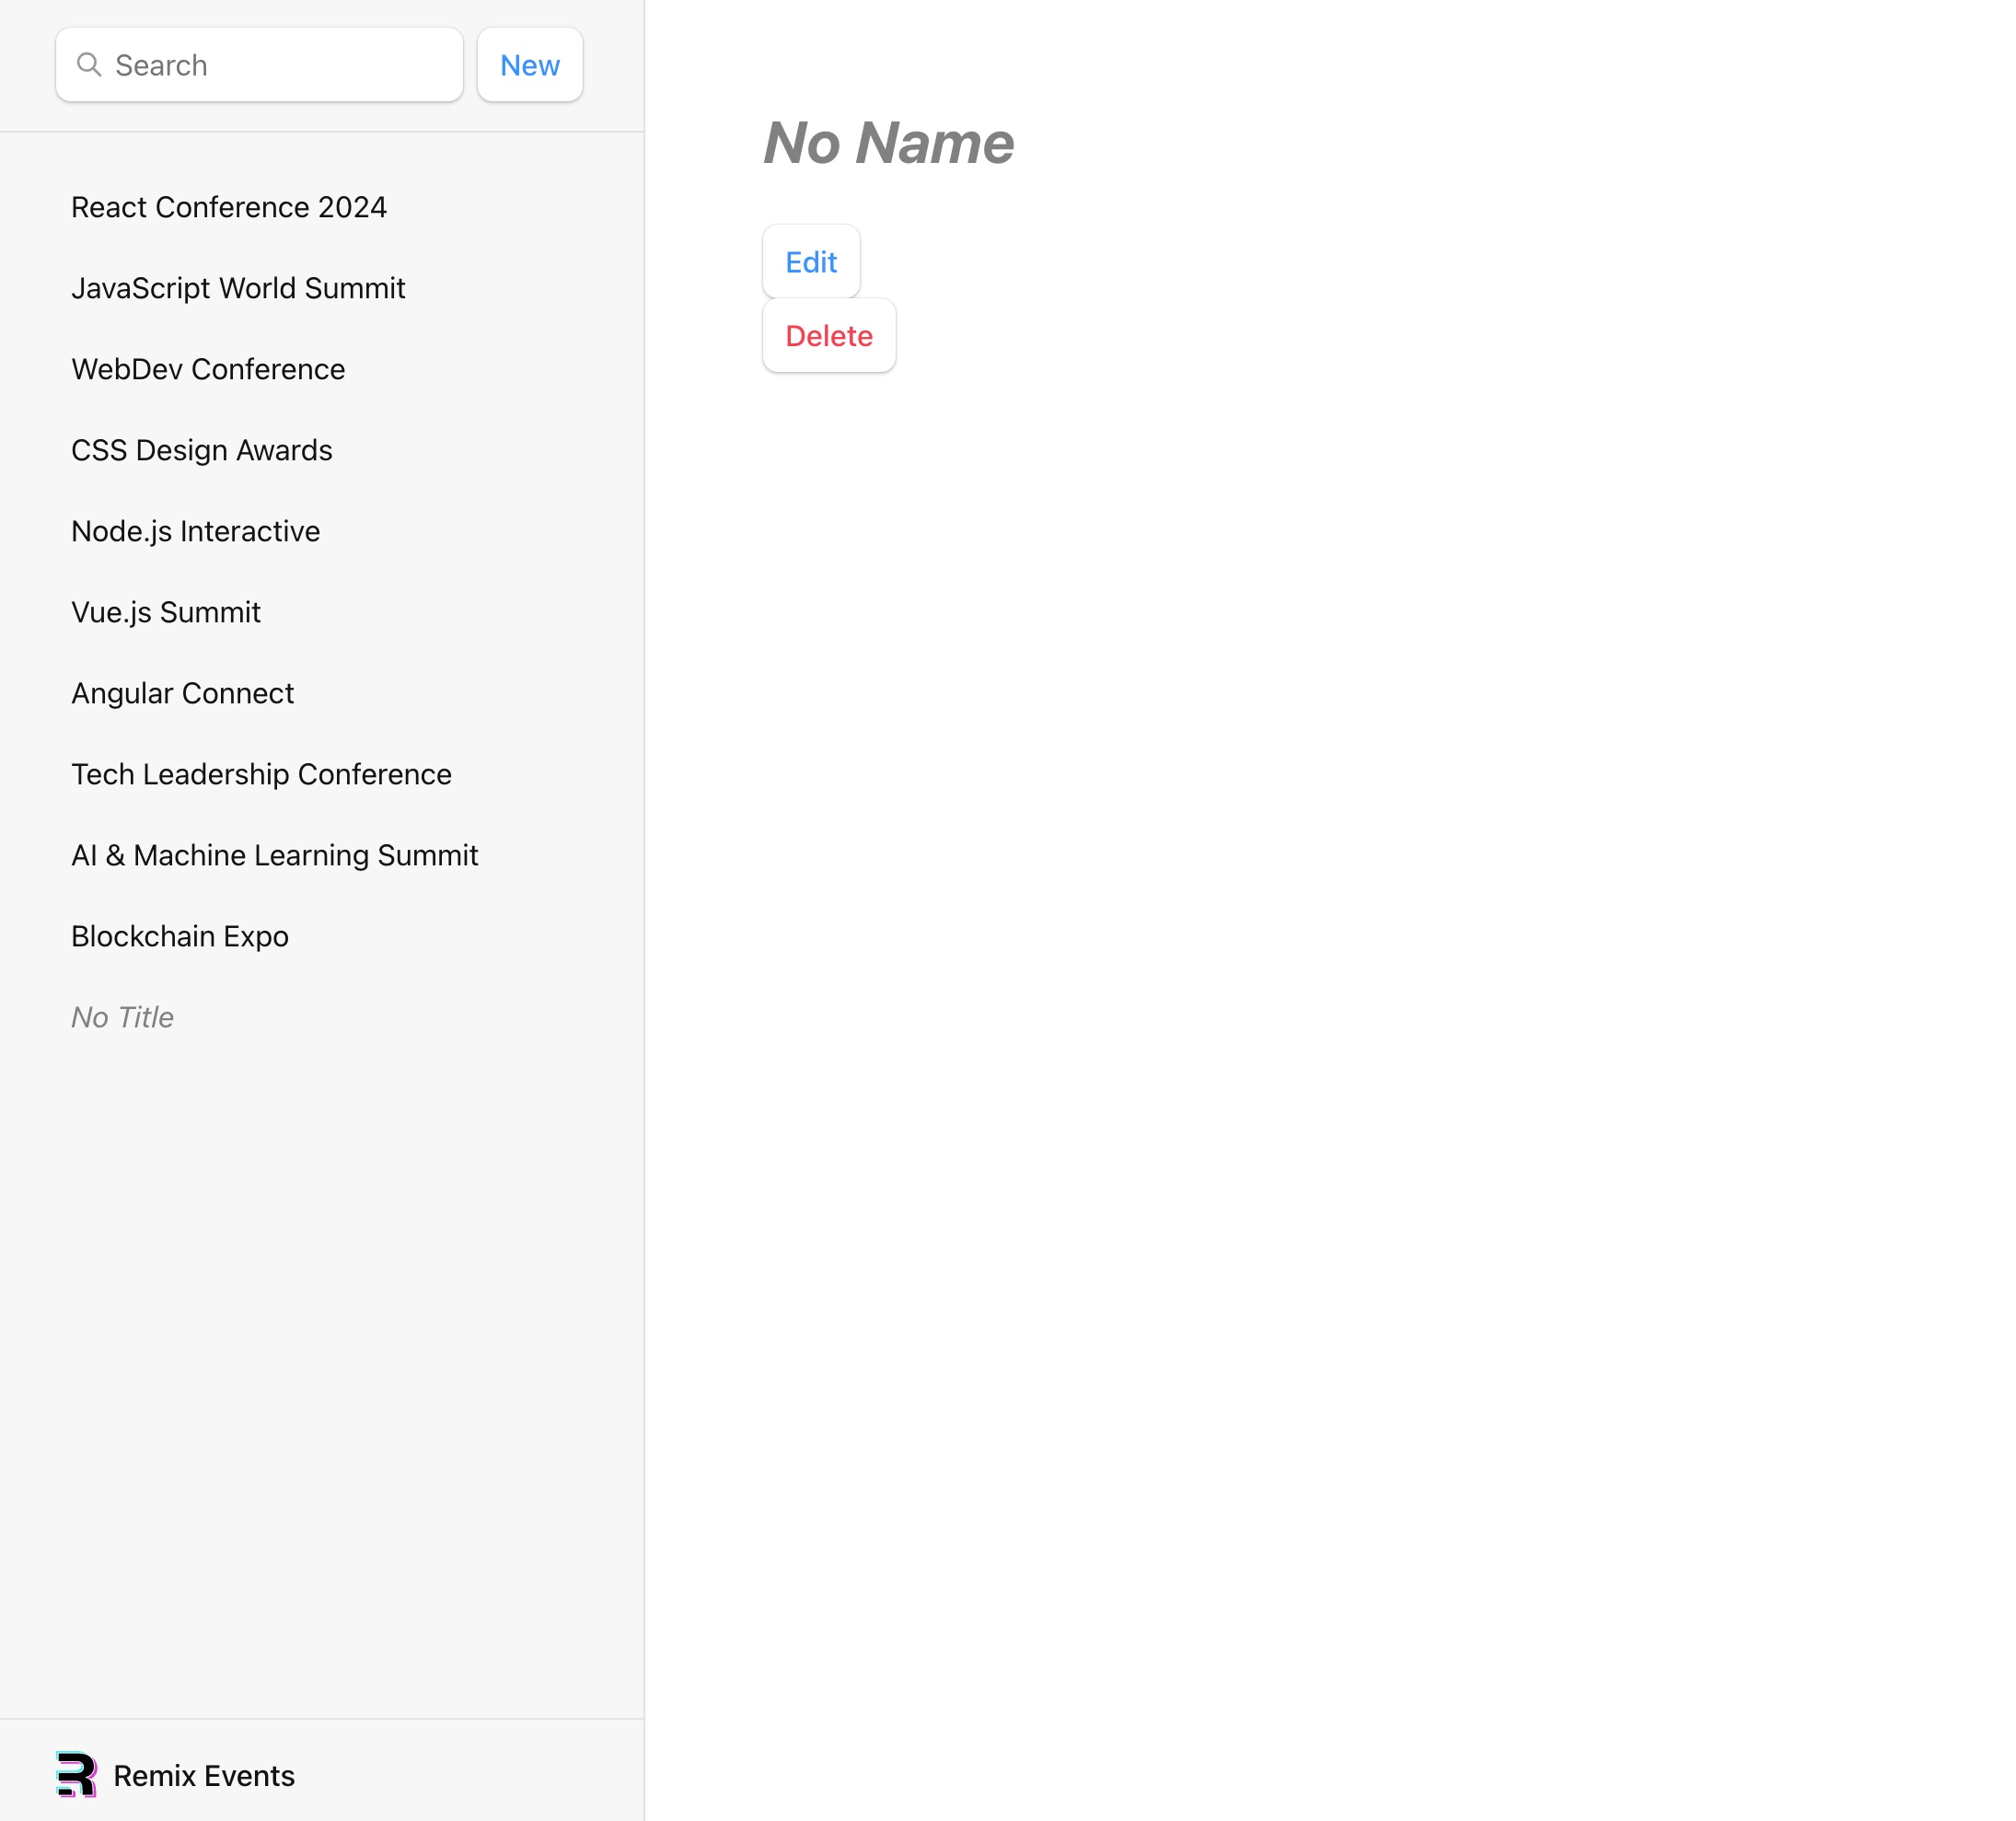 Search
New
React Conference 2024
JavaScript World Summit
WebDev Conference
CSS Design Awards
Node.js Interactive
Vue.js Summit
Angular Connect
Tech Leadership Conference
AI & Machine Learning Summit
Blockchain Expo
No Title
Remix Events
No Name
Edit
Delete